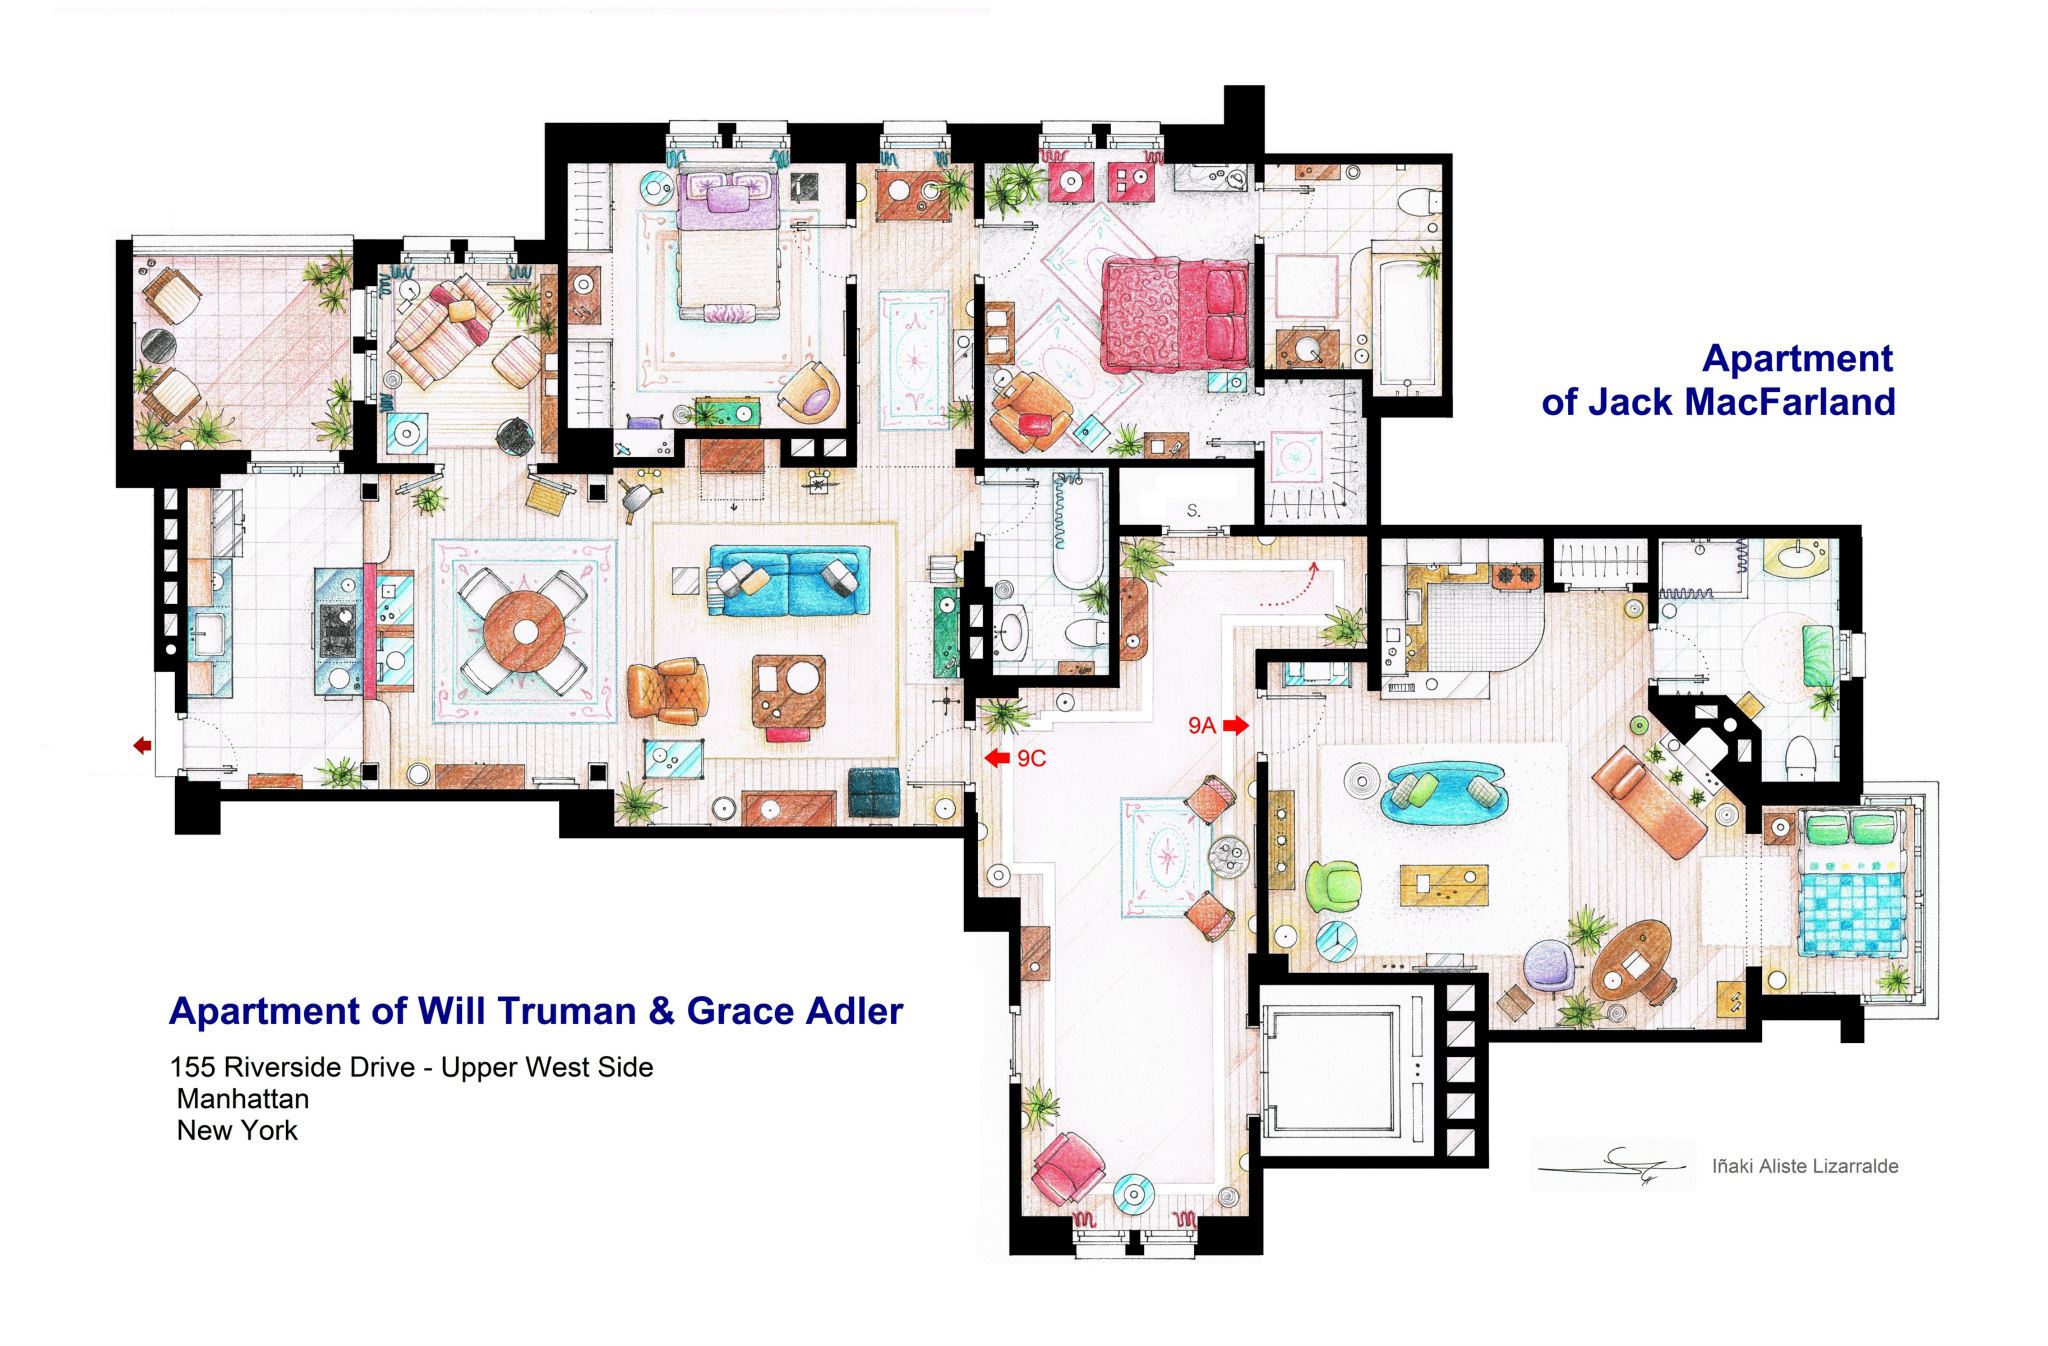 Apartment
of Jack MacFarland
S.
9A
9C
Apartment of Will Truman & Grace Adler
155 Riverside Drive - Upper West Side
Manhattan
New York
Iñaki Aliste Lizarralde